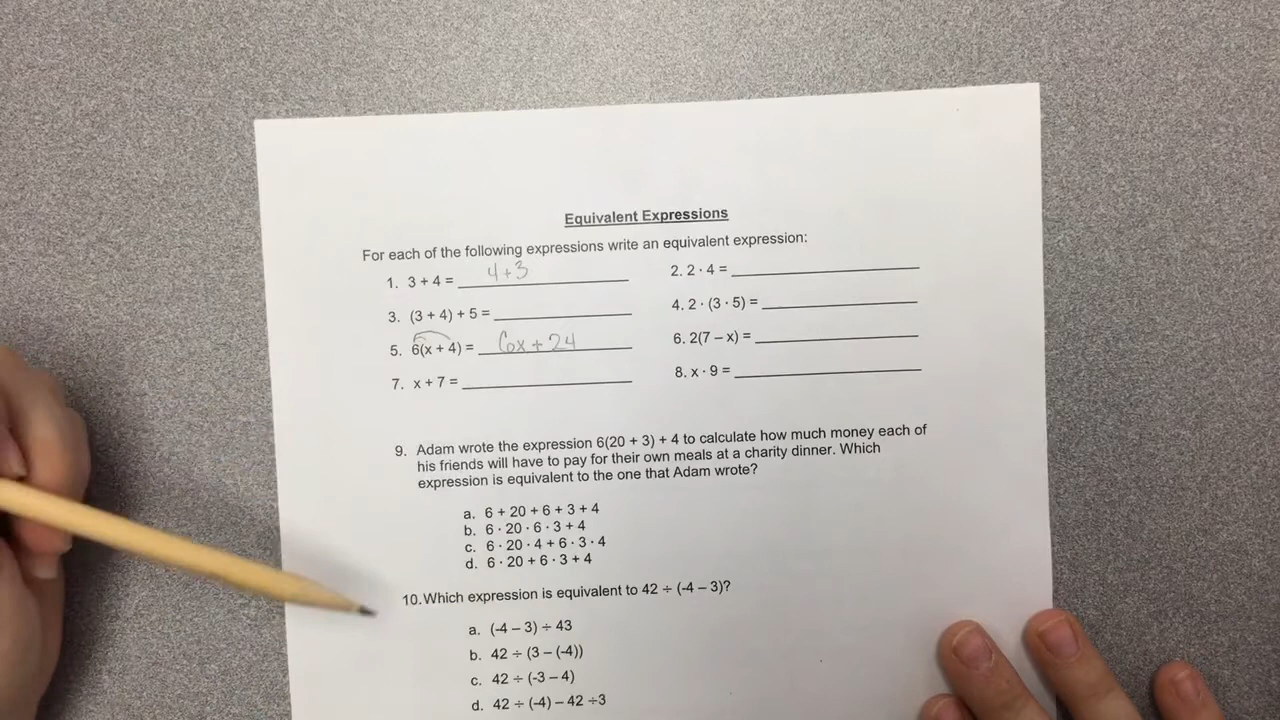 Equivalent Expressions
For each of the following expressions write an equivalent expression:
1. 3 + 4 = 4+3
2. 2 · 4 =
3. (3 + 4) + 5 =
4. 2 · (3 · 5) =
5. 6(x + 4) = 6x + 24
6. 2(7 – x) =
7. x + 7 =
8. x · 9 =
9. Adam wrote the expression 6(20 + 3) + 4 to calculate how much money each of
his friends will have to pay for their own meals at a charity dinner. Which
expression is equivalent to the one that Adam wrote?
a. 6 + 20 + 6 + 3 + 4
b. 6 · 20 · 6 · 3 + 4
c. 6 · 20 · 4 + 6 · 3 · 4
d. 6 · 20 + 6 · 3 + 4
10. Which expression is equivalent to 42 ÷ (-4 – 3)?
a. (-4 – 3) ÷ 43
b. 42 ÷ (3 – (-4))
c. 42 ÷ (-3 – 4)
d. 42 ÷ (-4) – 42 ÷3